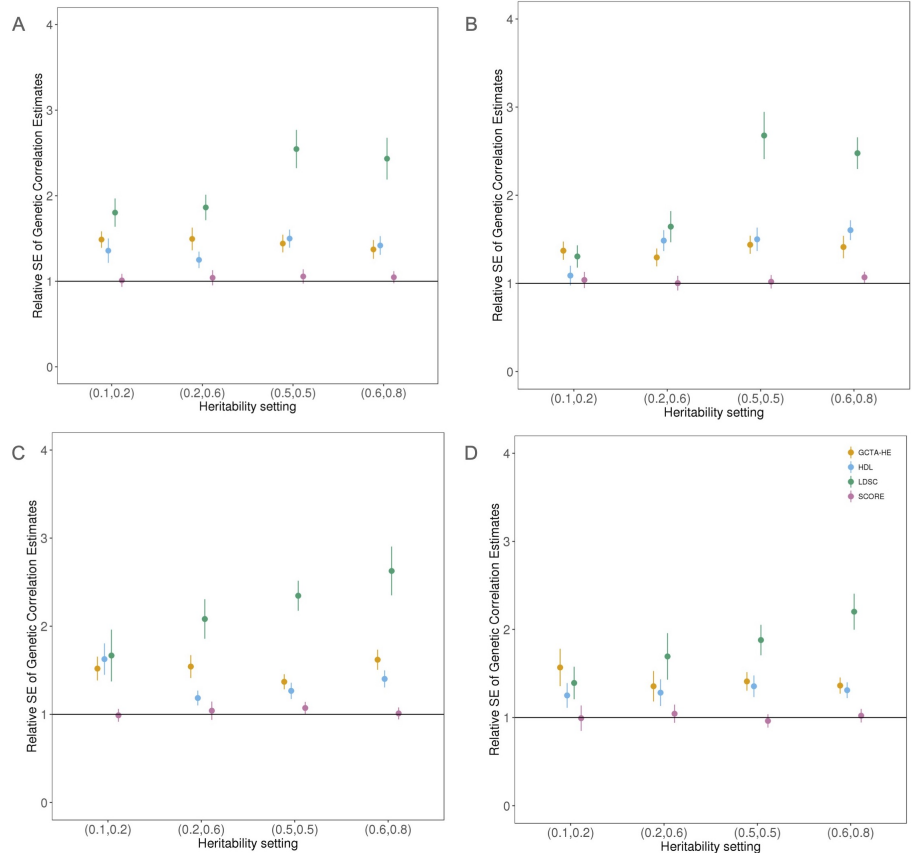 A
Relative SE of Genetic Correlation Estimates
4
3
2
1
0
(0.1,0.2) (0.2,0.6) (0.5,0.5) (0.6,0.8)
Heritability setting
B
Relative SE of Genetic Correlation Estimates
4
3
2
1
0
(0.1,0.2) (0.2,0.6) (0.5,0.5) (0.6,0.8)
Heritability setting
C
Relative SE of Genetic Correlation Estimates
4
3
2
1
0
(0.1,0.2) (0.2,0.6) (0.5,0.5) (0.6,0.8)
Heritability setting
D
Relative SE of Genetic Correlation Estimates
4
3
2
1
0
(0.1,0.2) (0.2,0.6) (0.5,0.5) (0.6,0.8)
Heritability setting
GCTA-HE
HDL
LDSC
SCORE